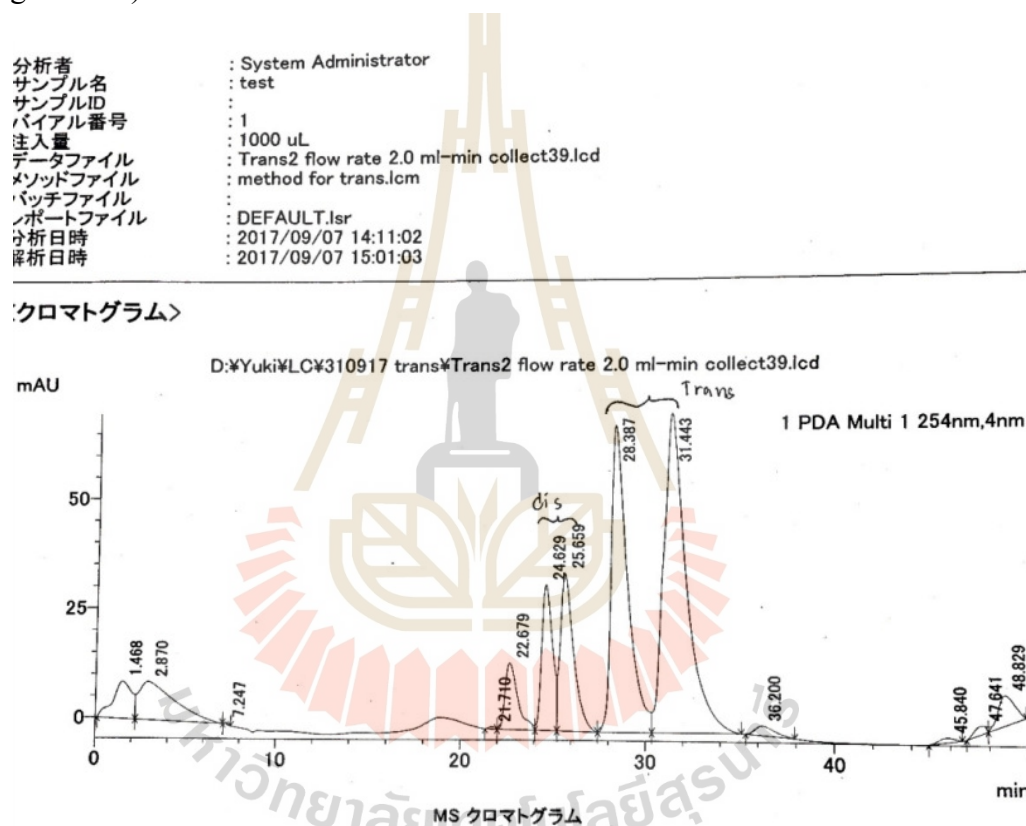 分析者 : System Administrator
サンプル名 : test
サンプルID :
バイアル番号 : 1
注入量 : 1000 uL
データファイル : Trans2 flow rate 2.0 ml-min collect39.lcd
メソッドファイル : method for trans.lcm
バッチファイル :
レポートファイル : DEFAULT.lsr
分析日時 : 2017/09/07 14:11:02
解析日時 : 2017/09/07 15:01:03
クロマトグラム>
D:¥Yuki¥LC¥310917 trans¥Trans2 flow rate 2.0 ml-min collect39.lcd
mAU
Trans
1 PDA Multi 1 254nm,4nm
cis
50
25
0
1.468
2.870
7.247
21.710
22.679
24.629
25.659
28.387
31.443
36.200
45.840
47.641
48.829
0
20
30
40
min
MS クロマトグラム